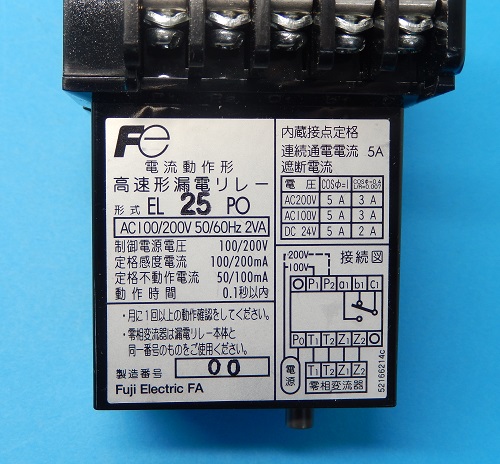 Fe
電流動作形
高速形漏電リレー
形式 EL 25 PO
AC100/200V 50/60Hz 2VA
制御電源電圧 100/200V
定格感度電流 100/200mA
定格不動作電流 50/100mA
動作時間 0.1秒以内
・月に1回以上の動作確認をしてください。
・零相変流器は漏電リレー本体と
同一番号のものをご使用ください。
製造番号 00
Fuji Electric FA
内蔵接点定格
連続通電電流 5A
遮断電流
電圧 COSφ=1 COSφ=0.4 L/R=0.007
AC200V 5A 3A
AC100V 5A 3A
DC 24V 5A 2A
200V 接続図
100V
P1 P2 a1 b1 C1
P0 T1 T2 Z1 Z2
電源 T1 T2 Z1 Z2
零相変流器
52166214c